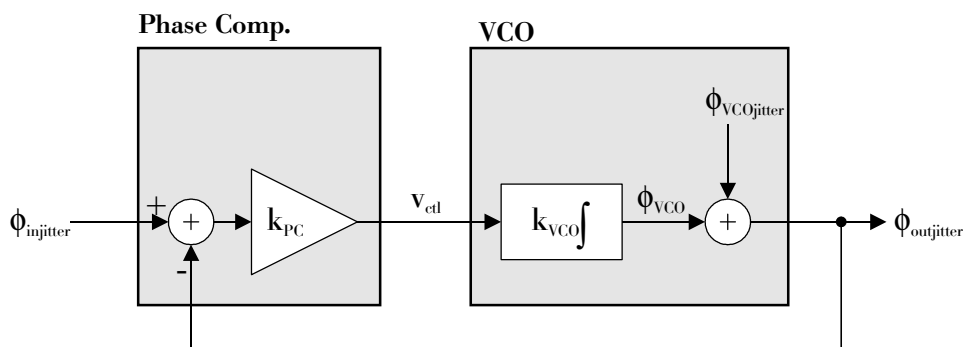 Phase Comp.
VCO
ϕVCOjitter
+
vctl
ϕVCO
ϕinjitter
+
kPC
kVCO∫
+
ϕoutjitter
-